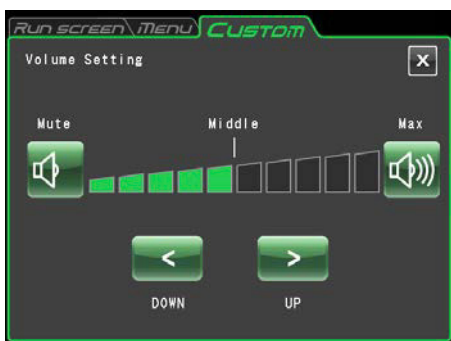 Run screen Menu Custom
Volume Setting X
Mute Middle Max
< >
DOWN UP